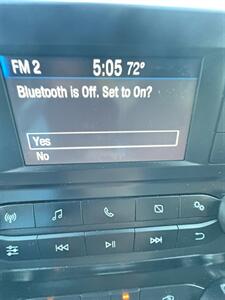 FM 2 5:05 72°
Bluetooth is Off. Set to On?
Yes
No